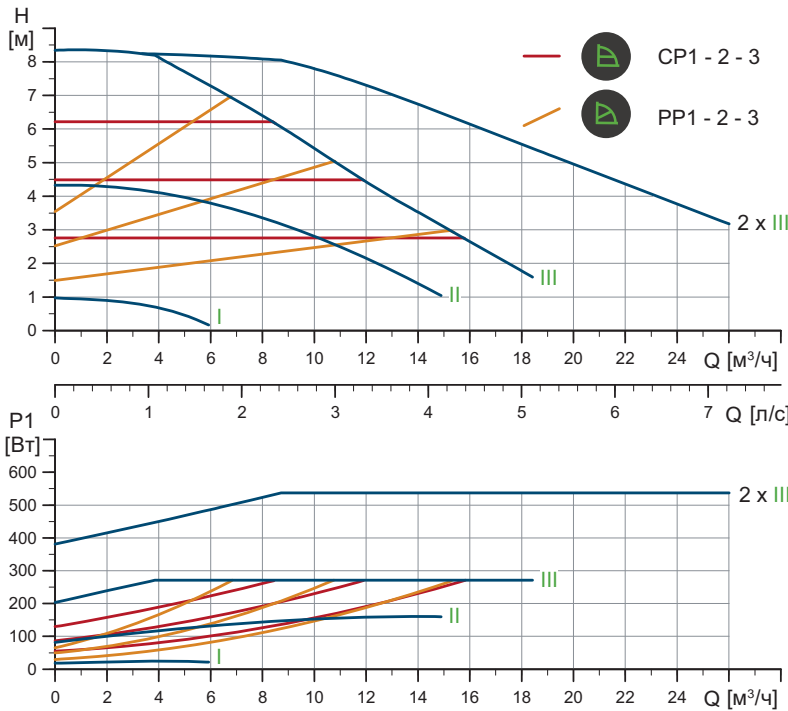 H
[м]
8
7
6
5
4
3
2
1
0
CP1 - 2 - 3
PP1 - 2 - 3
2 x III
III
II
I
0 2 4 6 8 10 12 14 16 18 20 22 24 Q [м³/ч]
0 1 2 3 4 5 6 7 Q [л/с]
P1
[Вт]
600
500
400
300
200
100
0
2 x III
III
II
I
0 2 4 6 8 10 12 14 16 18 20 22 24 Q [м³/ч]